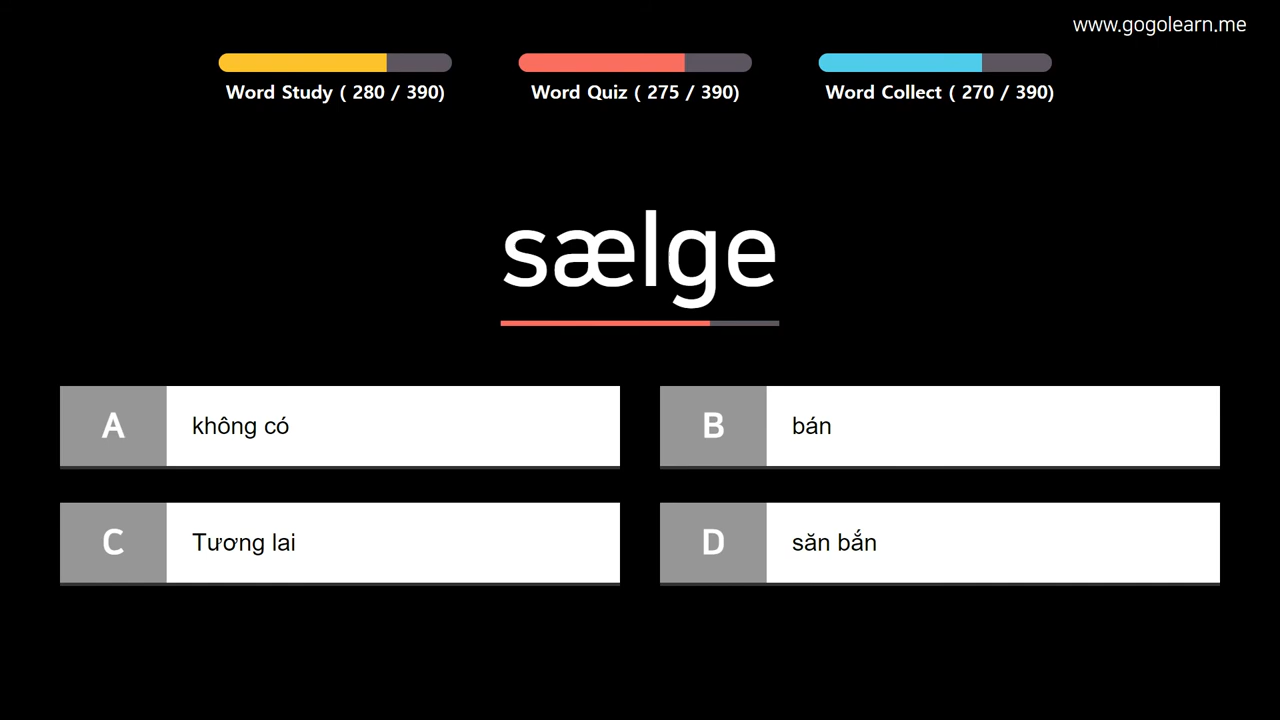 www.gogolearn.me
Word Study ( 280 / 390)
Word Quiz ( 275 / 390)
Word Collect ( 270 / 390)
sælge
A không có
B bán
C Tương lai
D săn bắn